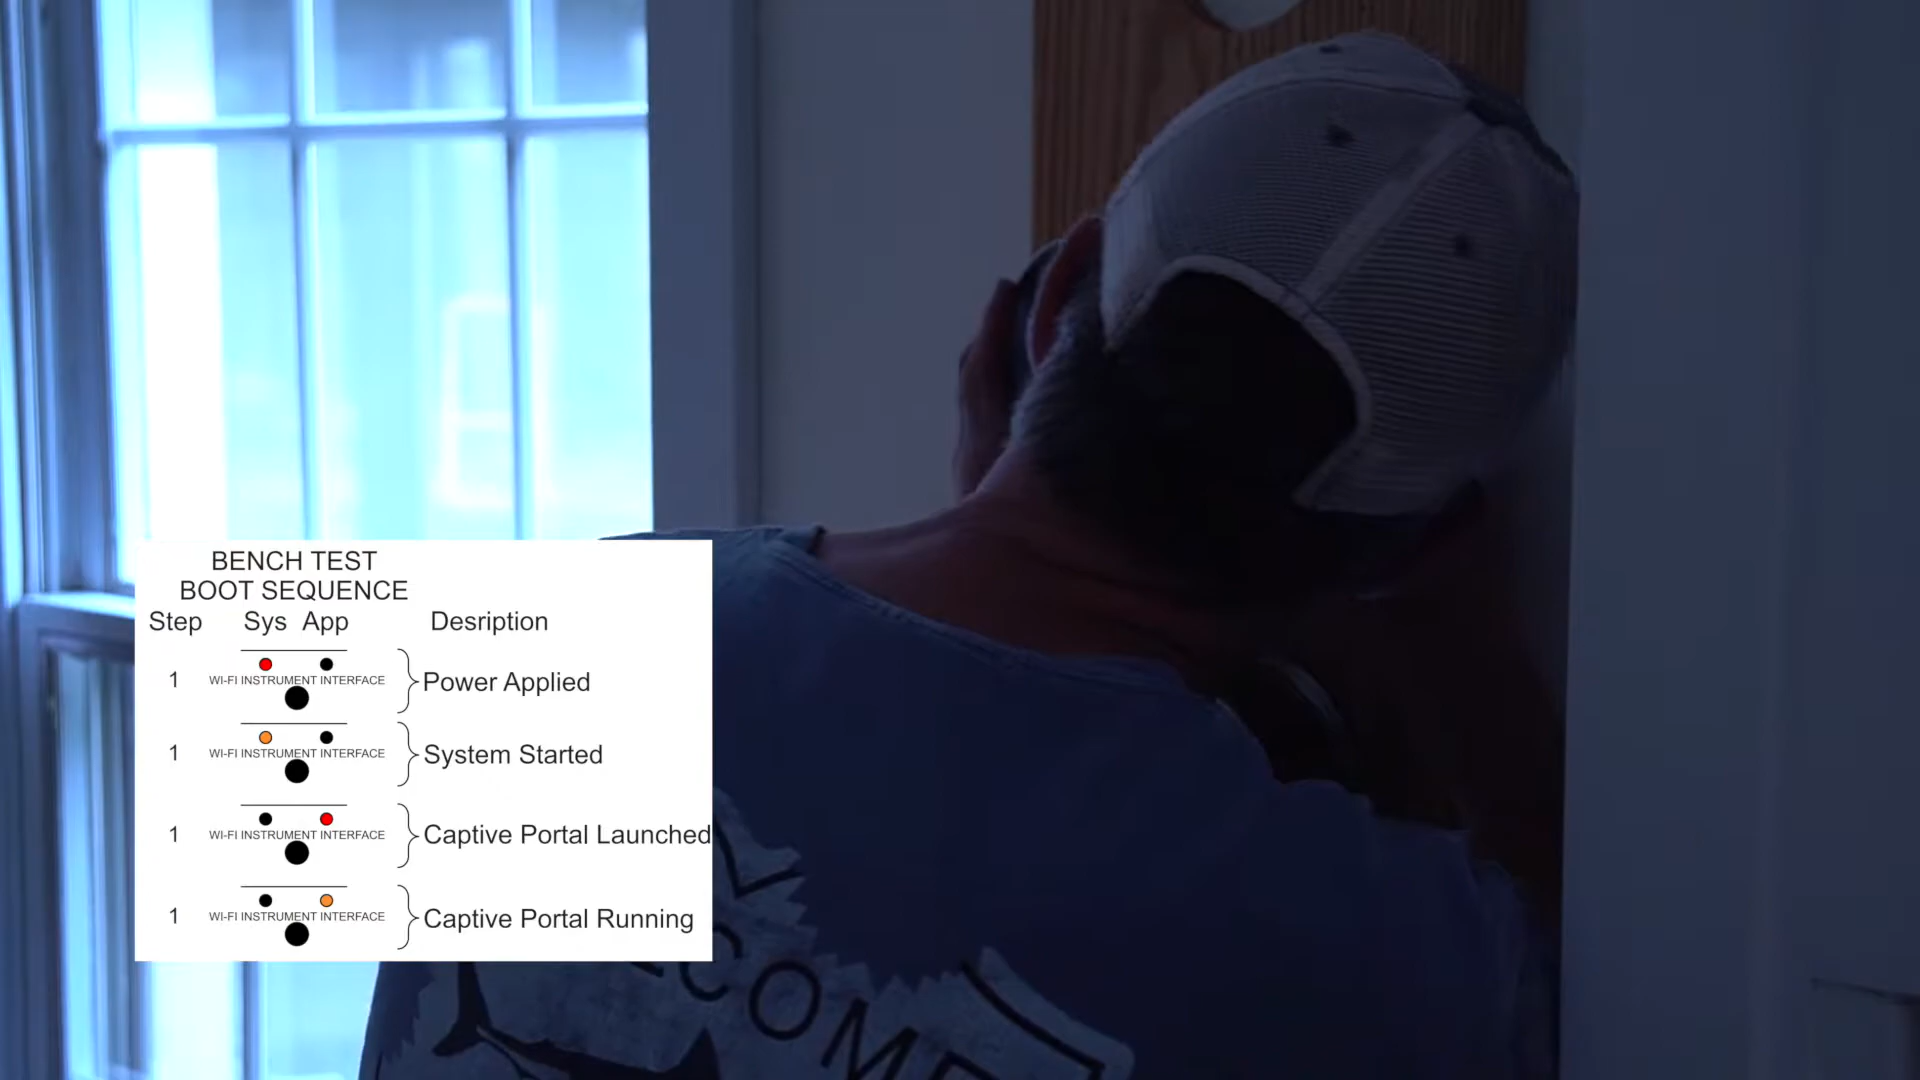 BENCH TEST
BOOT SEQUENCE
Step Sys App Desription
1 WI-FI INSTRUMENT INTERFACE Power Applied
1 WI-FI INSTRUMENT INTERFACE System Started
1 WI-FI INSTRUMENT INTERFACE Captive Portal Launched
1 WI-FI INSTRUMENT INTERFACE Captive Portal Running